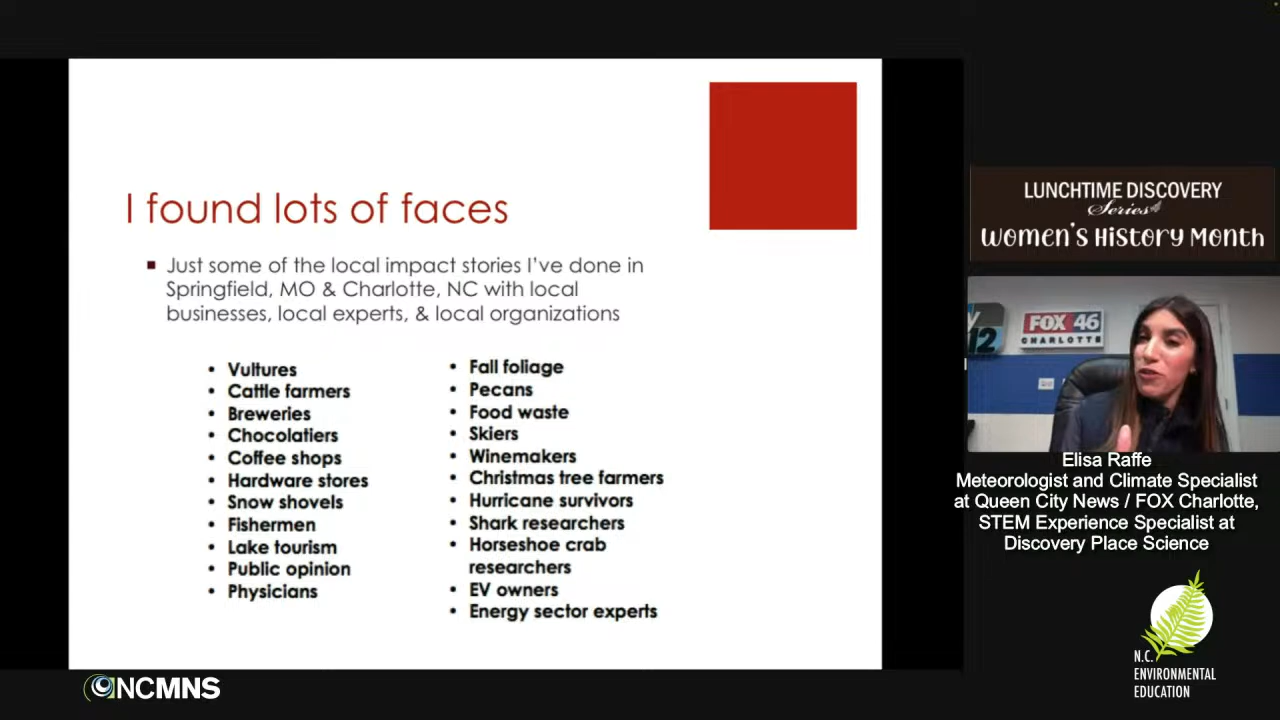 I found lots of faces
Just some of the local impact stories I've done in
Springfield, MO & Charlotte, NC with local
businesses, local experts, & local organizations
• Vultures
• Cattle farmers
• Breweries
• Chocolatiers
• Coffee shops
• Hardware stores
• Snow shovels
• Fishermen
• Lake tourism
• Public opinion
• Physicians
• Fall foliage
• Pecans
• Food waste
• Skiers
• Winemakers
• Christmas tree farmers
• Hurricane survivors
• Shark researchers
• Horseshoe crab
researchers
• EV owners
• Energy sector experts
LUNCHTIME DISCOVERY
Series
WOMEN'S HISTORY MONTH
12
FOX 46
CHARLOTTE
Elisa Raffe
Meteorologist and Climate Specialist
at Queen City News / FOX Charlotte,
STEM Experience Specialist at
Discovery Place Science
NCMNS
N.C.
ENVIRONMENTAL
EDUCATION